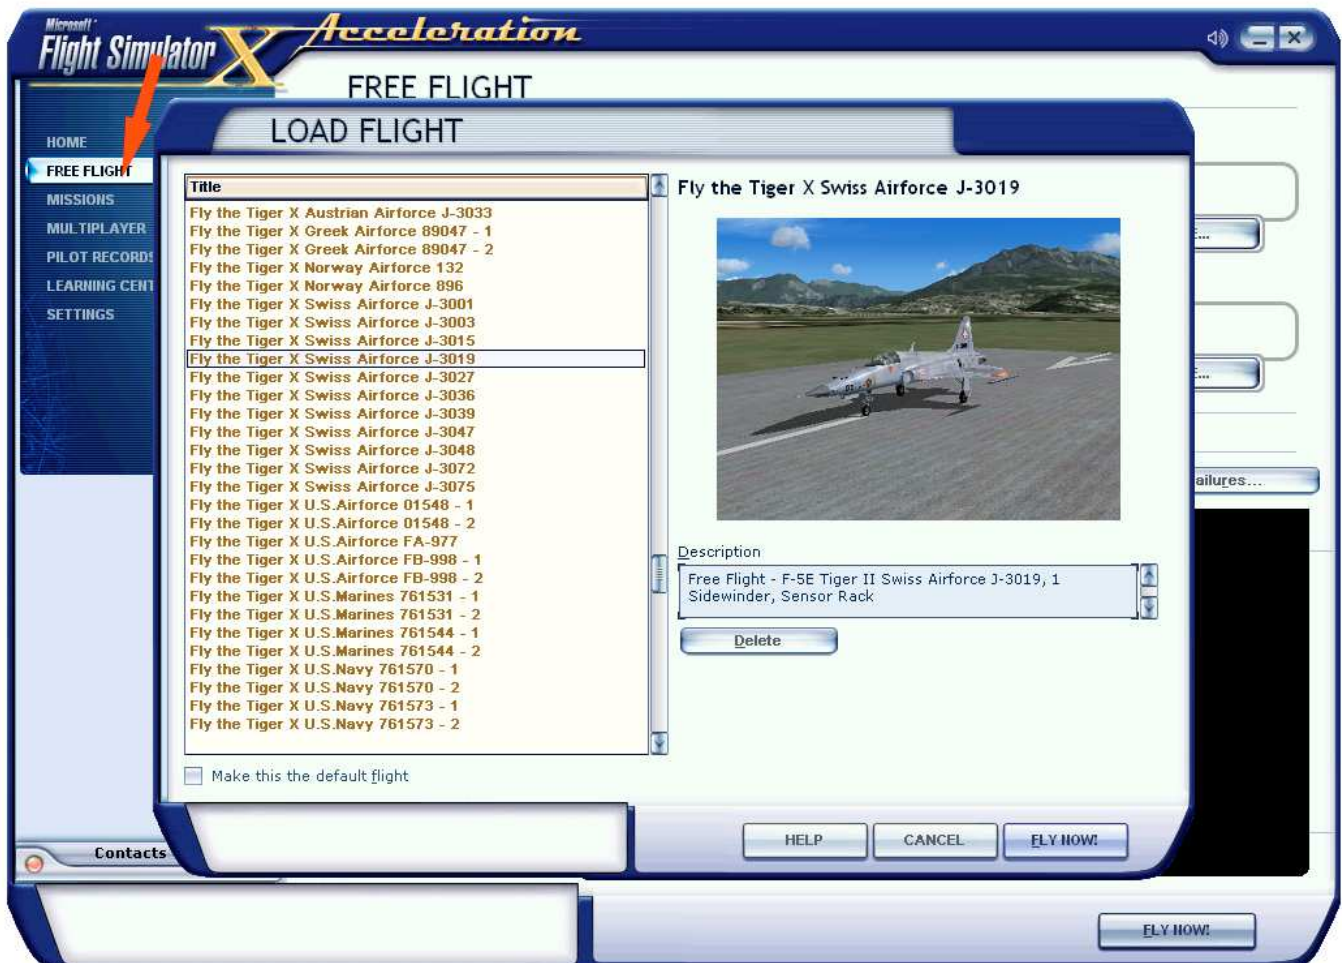 Microsoft
Flight Simulator X Acceleration
FREE FLIGHT
LOAD FLIGHT
HOME
FREE FLIGHT
MISSIONS
MULTIPLAYER
PILOT RECORDS
LEARNING CENT
SETTINGS
Title
Fly the Tiger X Austrian Airforce J-3033
Fly the Tiger X Greek Airforce 89047 - 1
Fly the Tiger X Greek Airforce 89047 - 2
Fly the Tiger X Norway Airforce 132
Fly the Tiger X Norway Airforce 896
Fly the Tiger X Swiss Airforce J-3001
Fly the Tiger X Swiss Airforce J-3003
Fly the Tiger X Swiss Airforce J-3015
Fly the Tiger X Swiss Airforce J-3019
Fly the Tiger X Swiss Airforce J-3027
Fly the Tiger X Swiss Airforce J-3036
Fly the Tiger X Swiss Airforce J-3039
Fly the Tiger X Swiss Airforce J-3047
Fly the Tiger X Swiss Airforce J-3048
Fly the Tiger X Swiss Airforce J-3072
Fly the Tiger X Swiss Airforce J-3075
Fly the Tiger X U.S.Airforce 01548 - 1
Fly the Tiger X U.S.Airforce 01548 - 2
Fly the Tiger X U.S.Airforce FA-977
Fly the Tiger X U.S.Airforce FB-998 - 1
Fly the Tiger X U.S.Airforce FB-998 - 2
Fly the Tiger X U.S.Marines 761531 - 1
Fly the Tiger X U.S.Marines 761531 - 2
Fly the Tiger X U.S.Marines 761544 - 1
Fly the Tiger X U.S.Marines 761544 - 2
Fly the Tiger X U.S.Navy 761570 - 1
Fly the Tiger X U.S.Navy 761570 - 2
Fly the Tiger X U.S.Navy 761573 - 1
Fly the Tiger X U.S.Navy 761573 - 2
Make this the default flight
Fly the Tiger X Swiss Airforce J-3019
Description
Free Flight - F-5E Tiger II Swiss Airforce J-3019, 1
Sidewinder, Sensor Rack
Delete
ailures...
HELP
CANCEL
FLY NOW!
Contacts
FLY NOW!